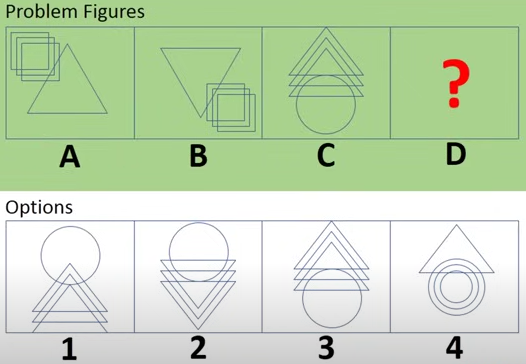 Problem Figures
?
A B C D
Options
1 2 3 4